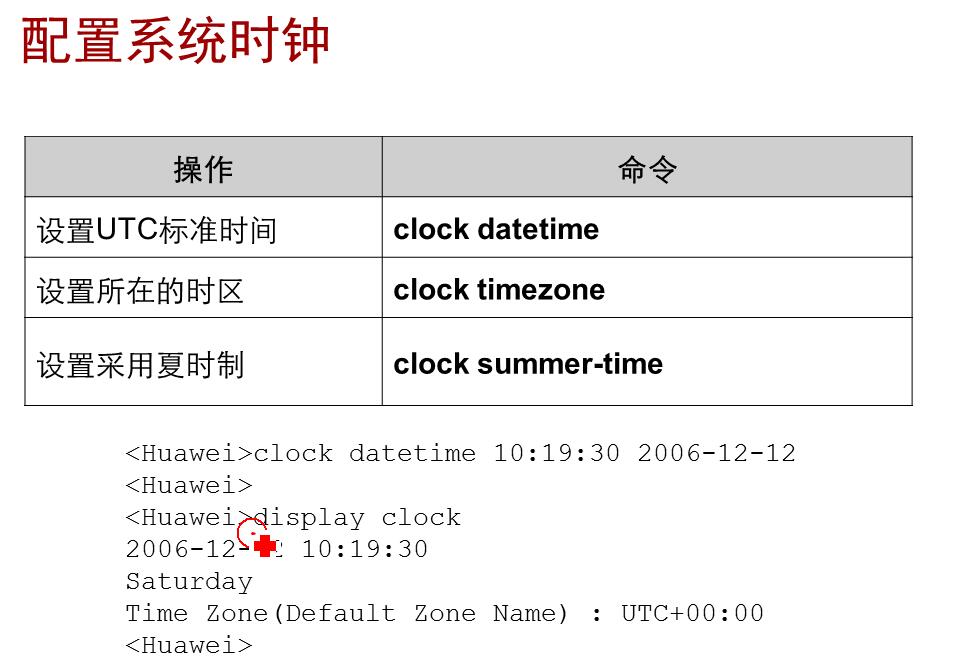 配置系统时钟
操作 命令
设置UTC标准时间 clock datetime
设置所在的时区 clock timezone
设置采用夏时制 clock summer-time
<Huawei>clock datetime 10:19:30 2006-12-12
<Huawei>
<Huawei>display clock
2006-12- 10:19:30
Saturday
Time Zone(Default Zone Name) : UTC+00:00
<Huawei>